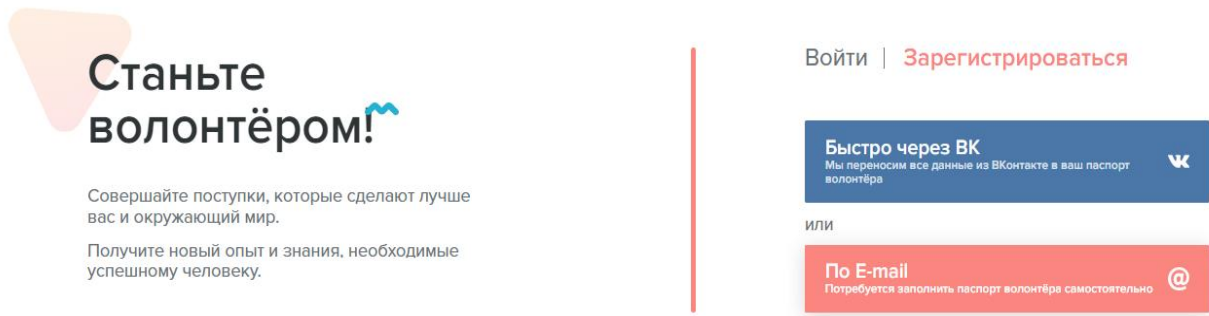 Станьте
волонтёром!
Совершайте поступки, которые сделают лучше
вас и окружающий мир.
Получите новый опыт и знания, необходимые
успешному человеку.
Войти | Зарегистрироваться
Быстро через ВК
Мы переносим все данные из ВКонтакте в ваш паспорт
волонтёра
или
По E-mail
Потребуется заполнить паспорт волонтёра самостоятельно
@